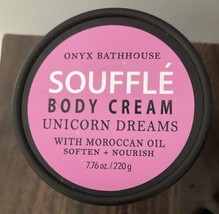 ONYX BATHHOUSE
SOUFFLÉ
BODY CREAM
UNICORN DREAMS
WITH MOROCCAN OIL
SOFTEN + NOURISH
7.76 oz. / 220 g